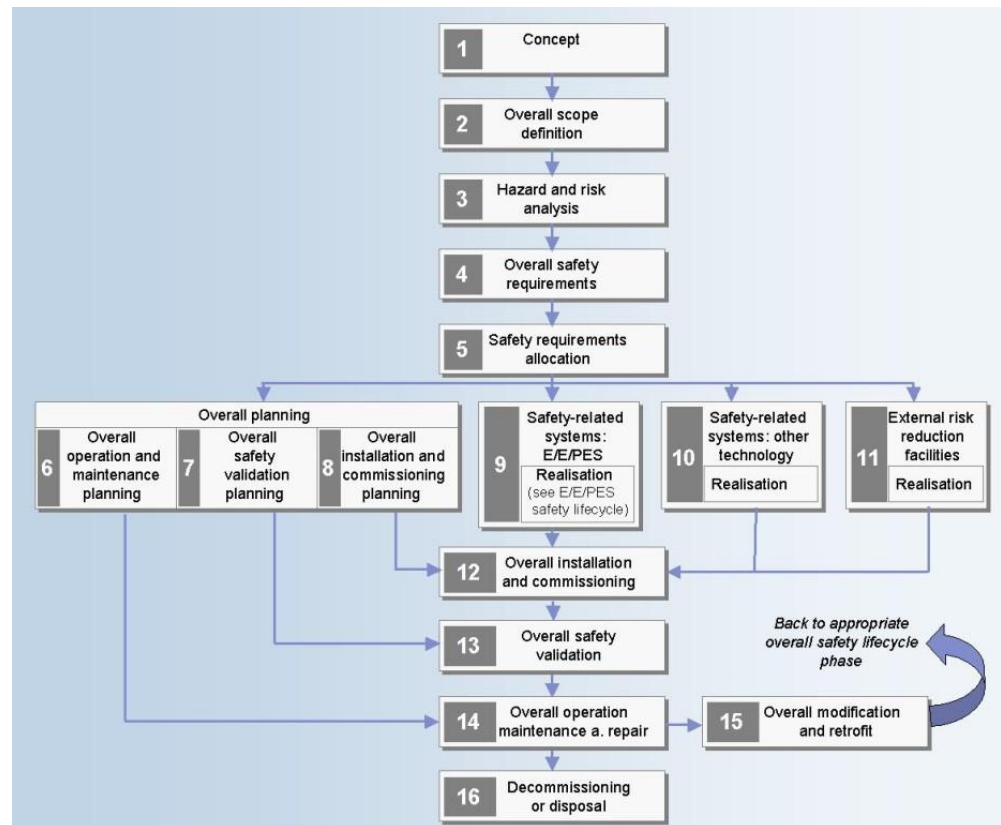 1
Concept
2
Overall scope
definition
3
Hazard and risk
analysis
4
Overall safety
requirements
5
Safety requirements
allocation
Overall planning
6
Overall
operation and
maintenance
planning
7
Overall
safety
validation
planning
8
Overall
installation and
commissioning
planning
9
Safety-related
systems:
E/E/PES
Realisation
(see E/E/PES
safety lifecycle)
10
Safety-related
systems: other
technology
Realisation
11
External risk
reduction
facilities
Realisation
12
Overall installation
and commissioning
13
Overall safety
validation
Back to appropriate
overall safety lifecycle
phase
14
Overall operation
maintenance a. repair
15
Overall modification
and retrofit
16
Decommissioning
or disposal